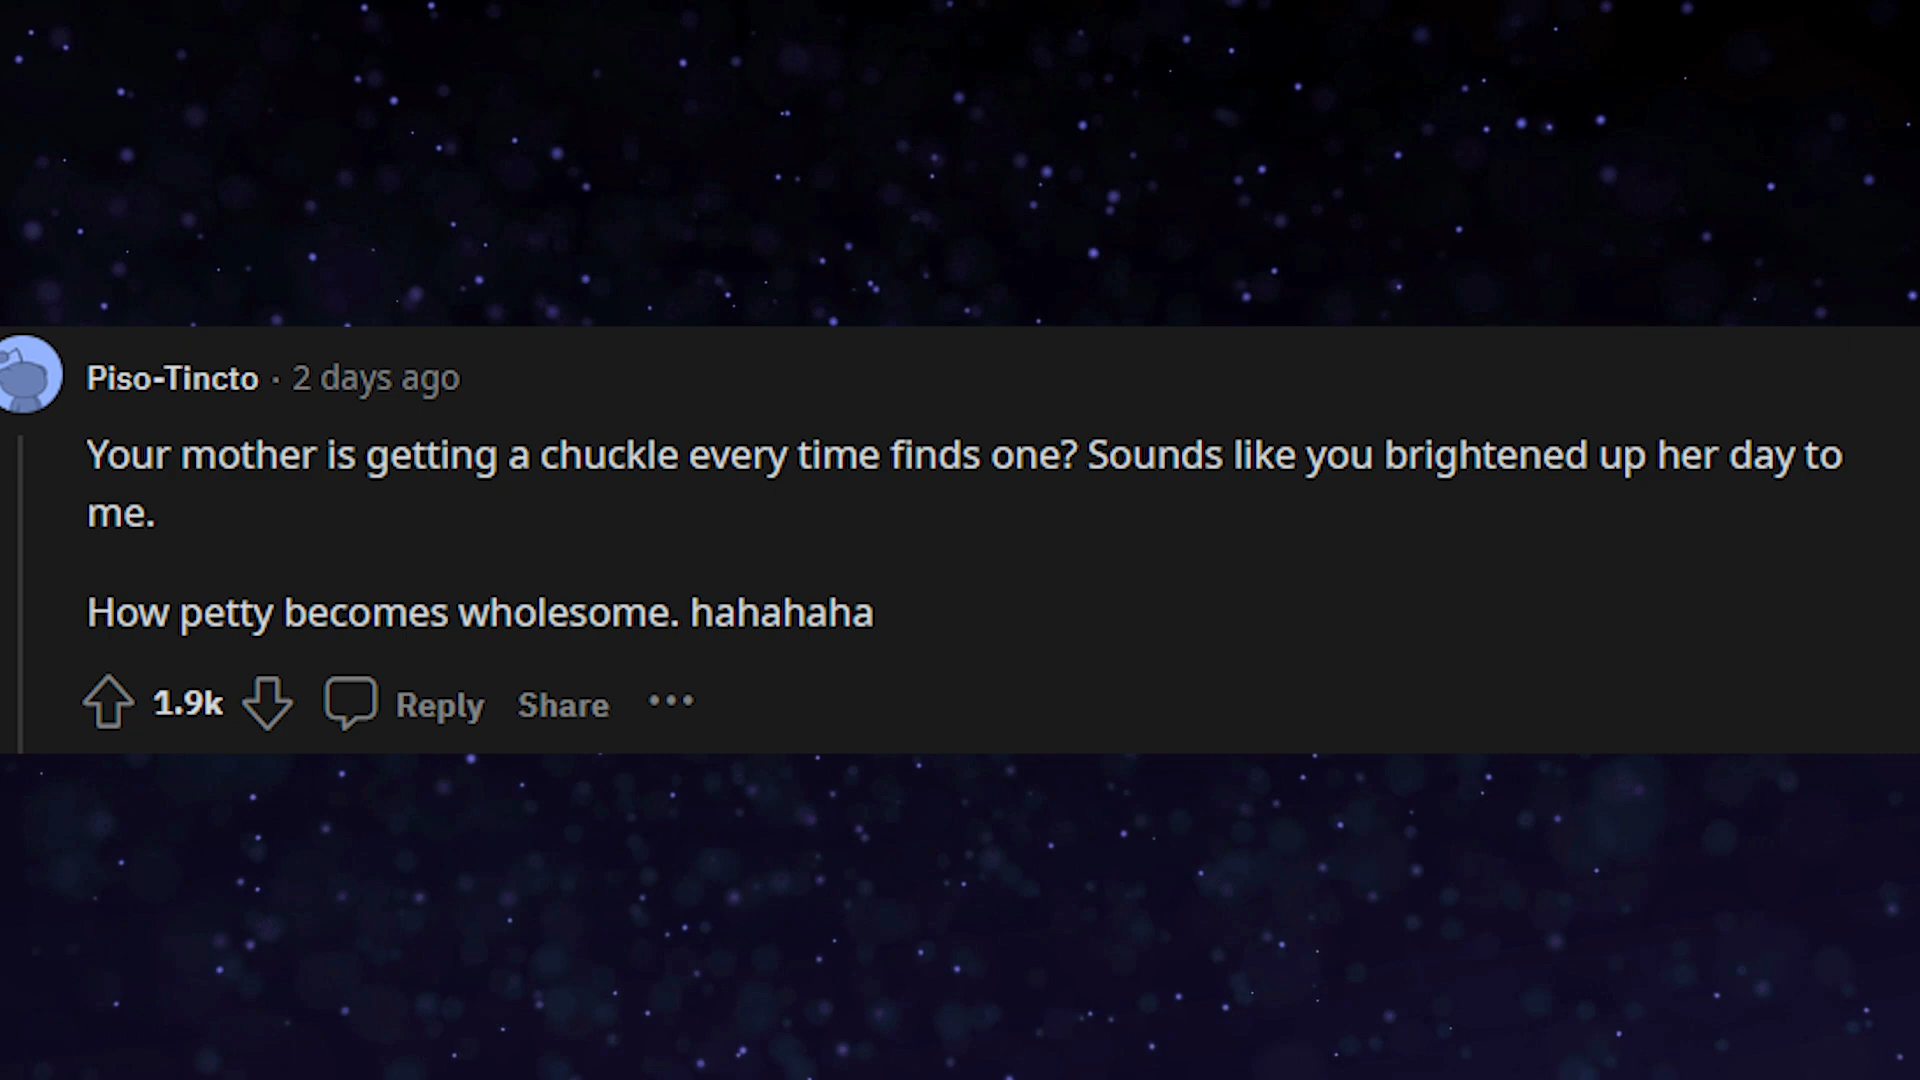 Piso-Tincto · 2 days ago
Your mother is getting a chuckle every time finds one? Sounds like you brightened up her day to
me.
How petty becomes wholesome. hahahaha
1.9k Reply Share ···